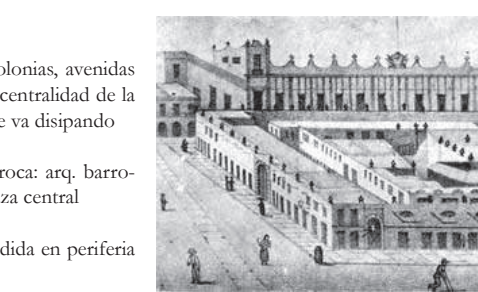 olonias, avenidas
centralidad de la
e va disipando
roca: arq. barro-
za central
dida en periferia